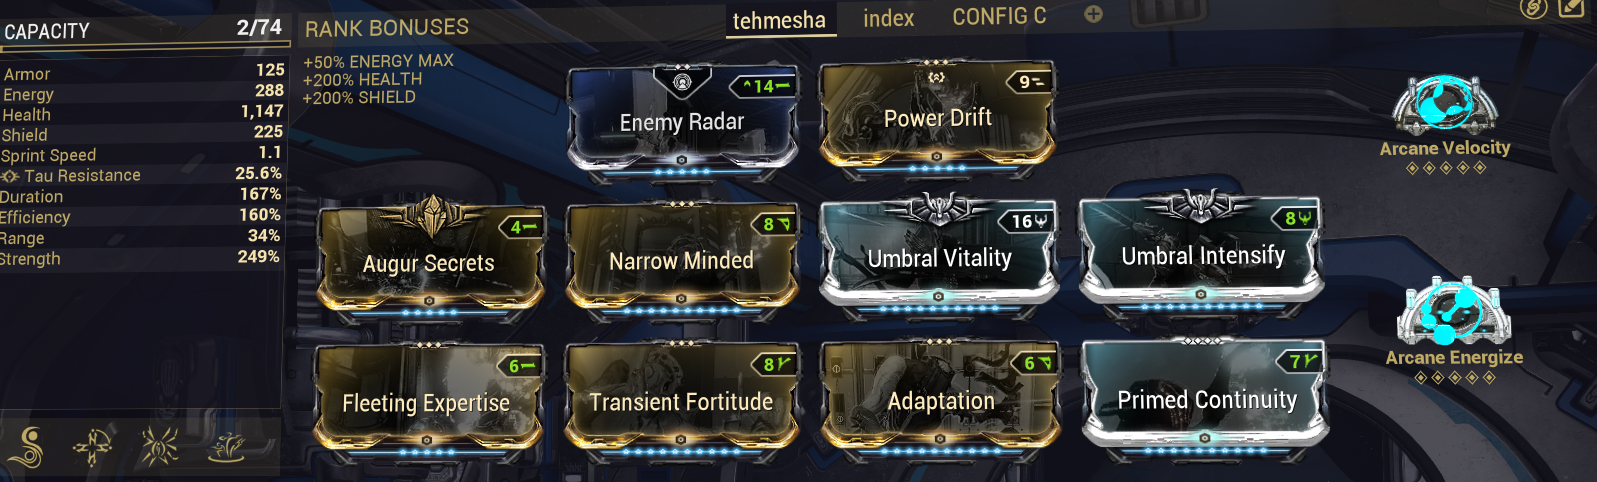 CAPACITY 2/74
Armor 125
Energy 288
Health 1,147
Shield 225
Sprint Speed 1.1
Tau Resistance 25.6%
Duration 167%
Efficiency 160%
Range 34%
Strength 249%
RANK BONUSES
+50% ENERGY MAX
+200% HEALTH
+200% SHIELD
tehmesha index CONFIG C
14
Enemy Radar
9
Power Drift
4
Augur Secrets
8
Narrow Minded
16
Umbral Vitality
8
Umbral Intensify
6
Fleeting Expertise
8
Transient Fortitude
6
Adaptation
7
Primed Continuity
Arcane Velocity
Arcane Energize